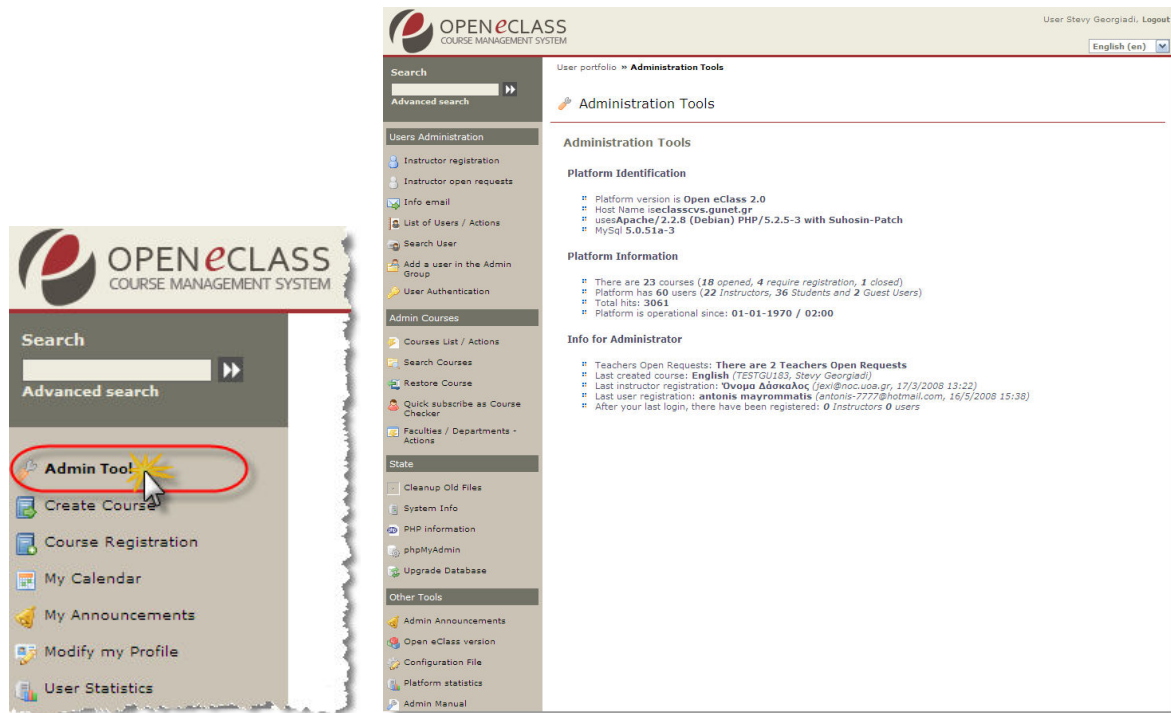 OPEN eCLASS
COURSE MANAGEMENT SYSTEM
Search
Advanced search
Admin Tool
Create Course
Course Registration
My Calendar
My Announcements
Modify my Profile
User Statistics
OPEN eCLASS
COURSE MANAGEMENT SYSTEM
User Stevy Georgiadi, Logout
English (en)
Search
Advanced search
Users Administration
Instructor registration
Instructor open requests
Info email
List of Users / Actions
Search User
Add a user in the Admin
Group
User Authentication
Admin Courses
Courses List / Actions
Search Courses
Restore Course
Quick subscribe as Course
Checker
Faculties / Departments -
Actions
State
Cleanup Old Files
System Info
PHP information
phpMyAdmin
Upgrade Database
Other Tools
Admin Announcements
Open eClass version
Configuration File
Platform statistics
Admin Manual
User portfolio » Administration Tools
Administration Tools
Administration Tools
Platform Identification
Platform version is Open eClass 2.0
Host Name iseclasscvs.gunet.gr
usesApache/2.2.8 (Debian) PHP/5.2.5-3 with Suhosin-Patch
MySql 5.0.51a-3
Platform Information
There are 23 courses (18 opened, 4 require registration, 1 closed)
Platform has 60 users (22 Instructors, 36 Students and 2 Guest Users)
Total hits: 3061
Platform is operational since: 01-01-1970 / 02:00
Info for Administrator
Teachers Open Requests: There are 2 Teachers Open Requests
Last created course: English (TESTGU183, Stevy Georgiadi)
Last instructor registration: Όνομα Δάσκαλος (jexi@noc.uoa.gr, 17/3/2008 13:22)
Last user registration: antonis mayrommatis (antonis-7777@hotmail.com, 16/5/2008 15:38)
After your last login, there have been registered: 0 Instructors 0 users